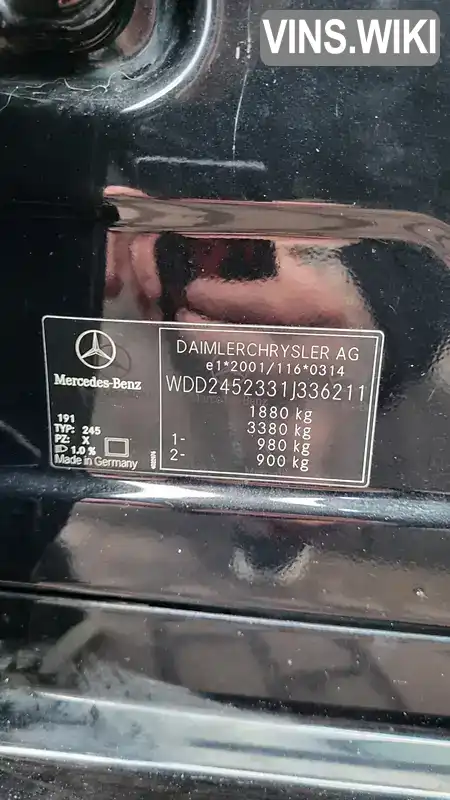 VINS.WIKI
DAIMLERCHRYSLER AG
e1*2001/116*0314
WDD2452331J336211
1880 kg
3380 kg
1- 980 kg
2- 900 kg
Mercedes-Benz
191
TYP: 245
PZ: X
1.0 %
Made in Germany